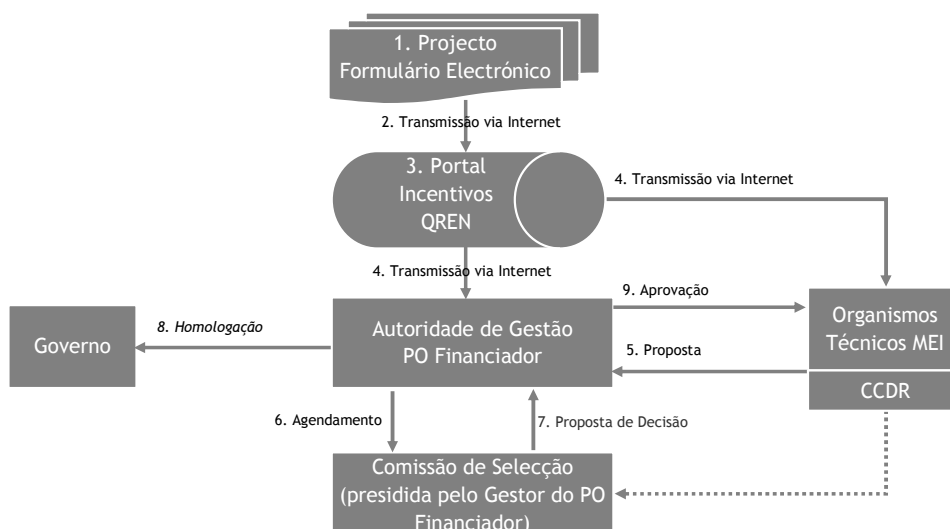 1. Projecto
Formulário Electrónico
2. Transmissão via Internet
3. Portal
Incentivos
QREN
4. Transmissão via Internet
4. Transmissão via Internet
9. Aprovação
8. Homologação
Governo
Autoridade de Gestão
PO Financiador
Organismos
Técnicos MEI
5. Proposta
CCDR
6. Agendamento
7. Proposta de Decisão
Comissão de Selecção
(presidida pelo Gestor do PO
Financiador)